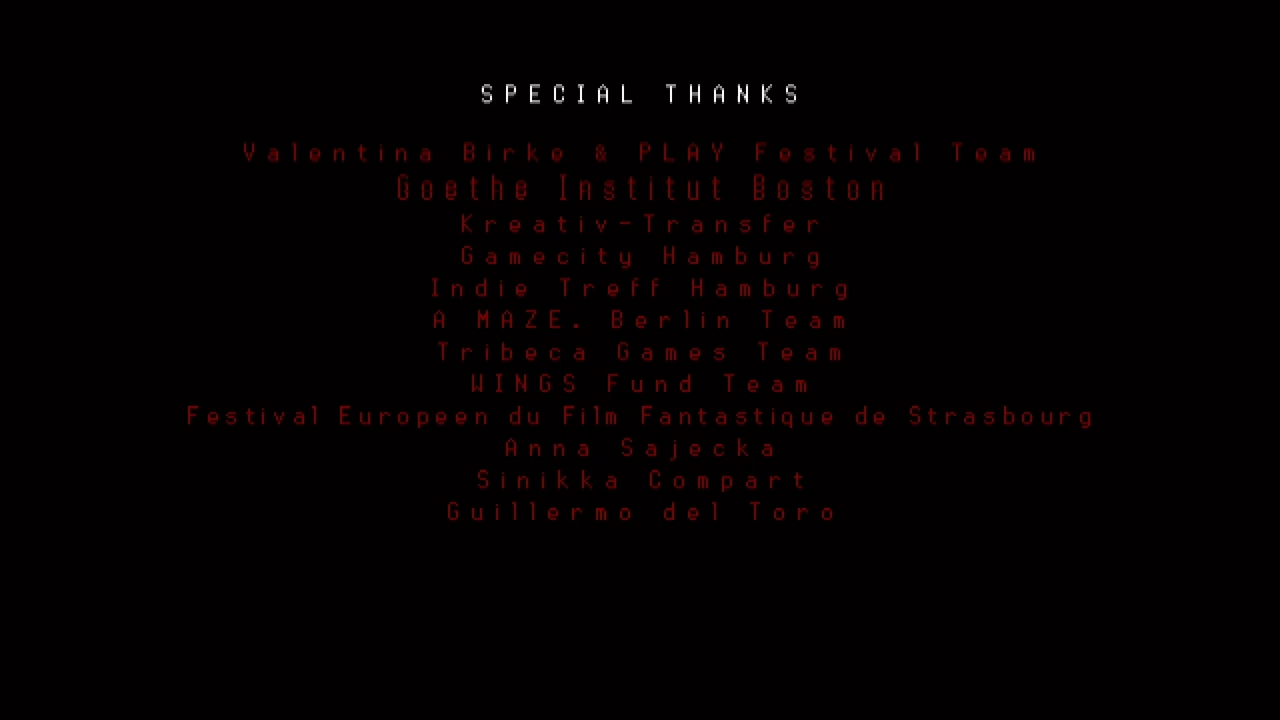 SPECIAL THANKS
Valentina Birke & PLAY Festival Team
Goethe Institut Boston
Kreativ-Transfer
Gamecity Hamburg
Indie Treff Hamburg
A MAZE. Berlin Team
Tribeca Games Team
WINGS Fund Team
Festival Europeen du Film Fantastique de Strasbourg
Anna Sajecka
Sinikka Compart
Guillermo del Toro